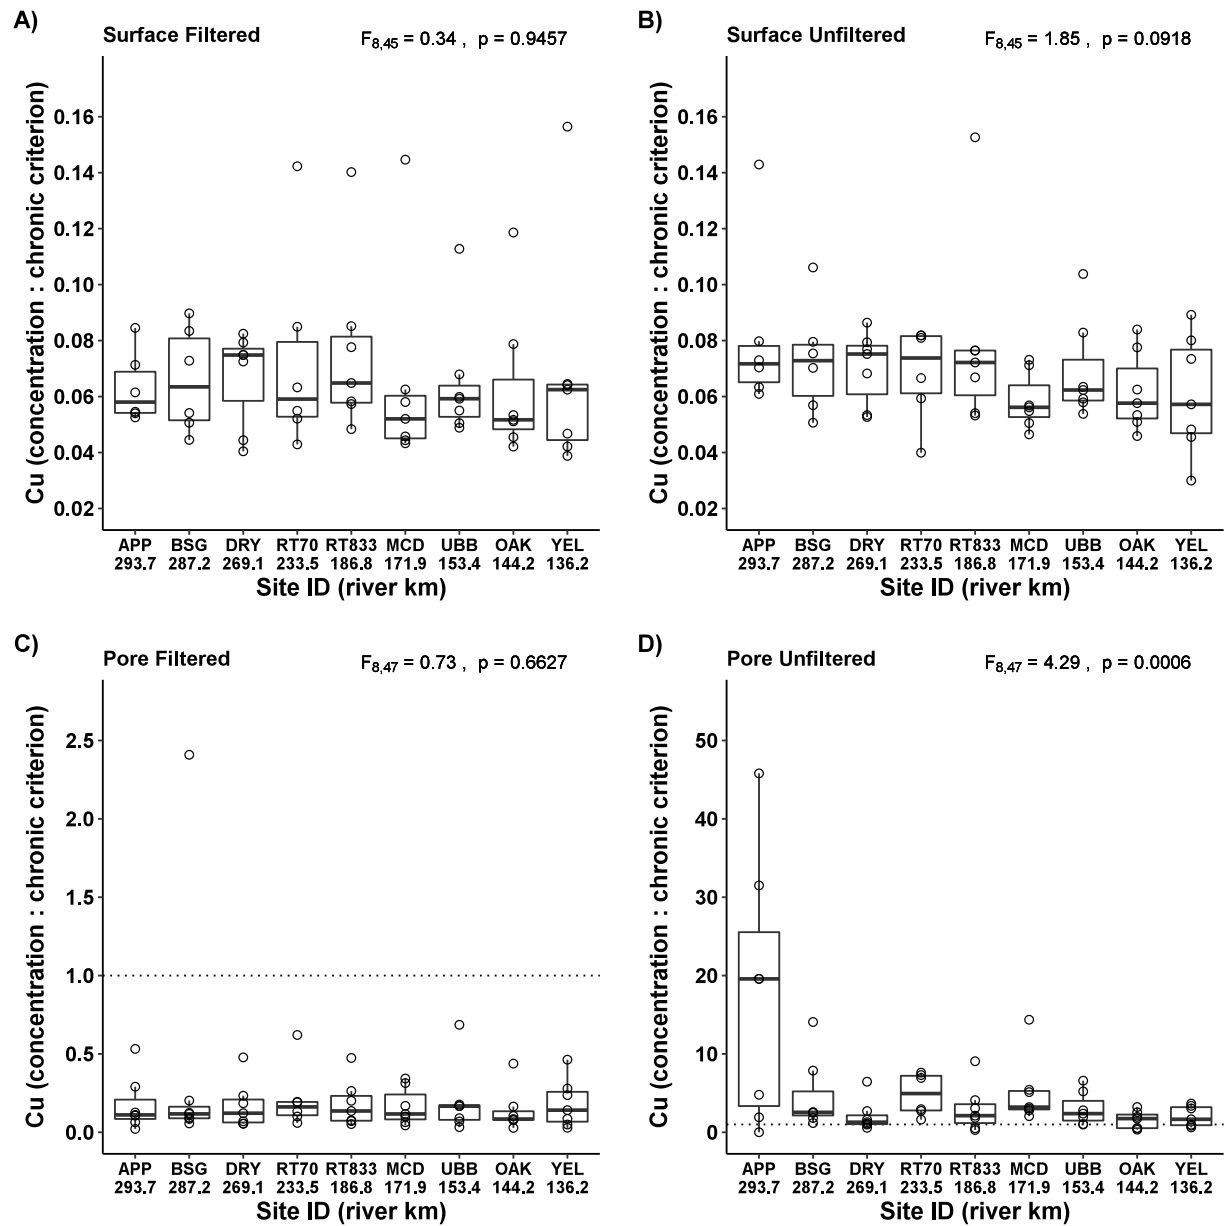 A)
Surface Filtered F8,45 = 0.34 , p = 0.9457
Cu (concentration : chronic criterion)
0.16
0.14
0.12
0.10
0.08
0.06
0.04
0.02
APP BSG DRY RT70 RT833 MCD UBB OAK YEL
293.7 287.2 269.1 233.5 186.8 171.9 153.4 144.2 136.2
Site ID (river km)
B)
Surface Unfiltered F8,45 = 1.85 , p = 0.0918
Cu (concentration : chronic criterion)
0.16
0.14
0.12
0.10
0.08
0.06
0.04
0.02
APP BSG DRY RT70 RT833 MCD UBB OAK YEL
293.7 287.2 269.1 233.5 186.8 171.9 153.4 144.2 136.2
Site ID (river km)
C)
Pore Filtered F8,47 = 0.73 , p = 0.6627
Cu (concentration : chronic criterion)
2.5
2.0
1.5
1.0
0.5
0.0
APP BSG DRY RT70 RT833 MCD UBB OAK YEL
293.7 287.2 269.1 233.5 186.8 171.9 153.4 144.2 136.2
Site ID (river km)
D)
Pore Unfiltered F8,47 = 4.29 , p = 0.0006
Cu (concentration : chronic criterion)
50
40
30
20
10
0
APP BSG DRY RT70 RT833 MCD UBB OAK YEL
293.7 287.2 269.1 233.5 186.8 171.9 153.4 144.2 136.2
Site ID (river km)